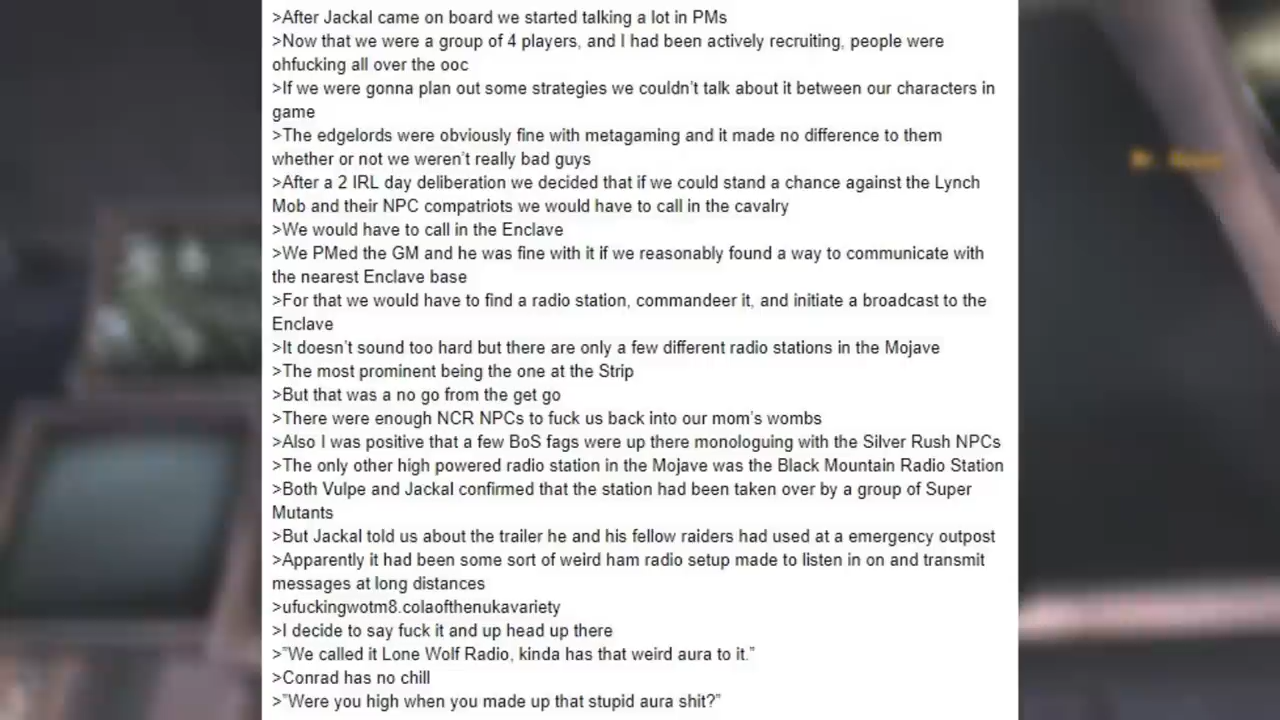 >After Jackal came on board we started talking a lot in PMs
>Now that we were a group of 4 players, and I had been actively recruiting, people were
ohfucking all over the ooc
>If we were gonna plan out some strategies we couldn't talk about it between our characters in
game
>The edgelords were obviously fine with metagaming and it made no difference to them
whether or not we weren't really bad guys
>After a 2 IRL day deliberation we decided that if we could stand a chance against the Lynch
Mob and their NPC compatriots we would have to call in the cavalry
>We would have to call in the Enclave
>We PMed the GM and he was fine with it if we reasonably found a way to communicate with
the nearest Enclave base
>For that we would have to find a radio station, commandeer it, and initiate a broadcast to the
Enclave
>It doesn't sound too hard but there are only a few different radio stations in the Mojave
>The most prominent being the one at the Strip
>But that was a no go from the get go
>There were enough NCR NPCs to fuck us back into our mom's wombs
>Also I was positive that a few BoS fags were up there monologuing with the Silver Rush NPCs
>The only other high powered radio station in the Mojave was the Black Mountain Radio Station
>Both Vulpe and Jackal confirmed that the station had been taken over by a group of Super
Mutants
>But Jackal told us about the trailer he and his fellow raiders had used at a emergency outpost
>Apparently it had been some sort of weird ham radio setup made to listen in on and transmit
messages at long distances
>ufuckingwotm8.colaofthenukavariety
>I decide to say fuck it and up head up there
>"We called it Lone Wolf Radio, kinda has that weird aura to it."
>Conrad has no chill
>"Were you high when you made up that stupid aura shit?"